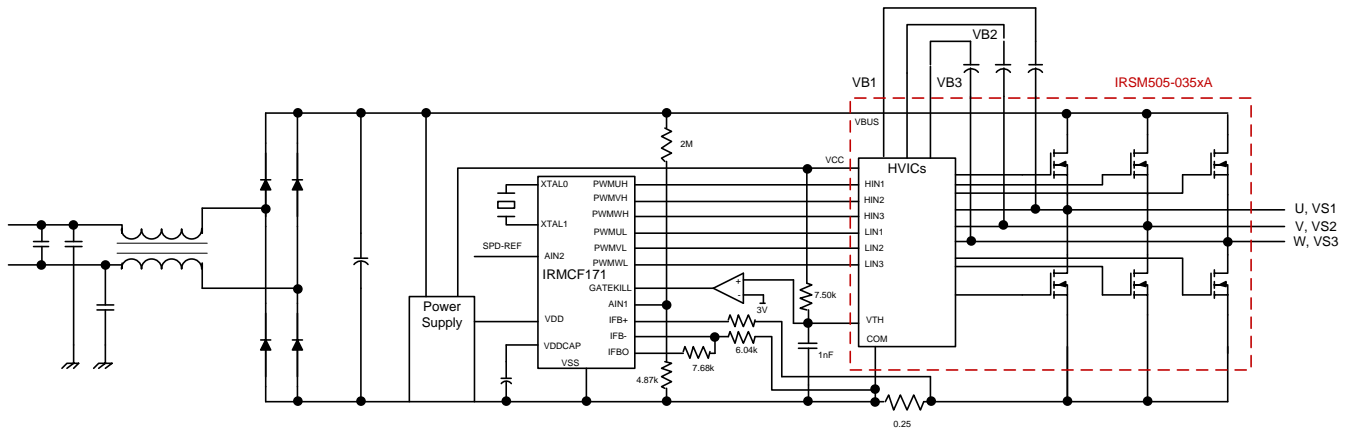 VB2
VB1
VB3
IRSM505-035xA
VBUS
2M
VCC
HVICs
XTAL0
PWMUH
HIN1
PWMVH
HIN2
PWMWH
HIN3
XTAL1
PWMUL
LIN1
U, VS1
PWMVL
LIN2
V, VS2
SPD-REF
AIN2
PWMWL
LIN3
W, VS3
IRMCF171
GATEKILL
+
-
3V
7.50k
Power
Supply
AIN1
VDD
IFB+
VTH
IFB-
6.04k
COM
VDDCAP
IFBO
7.68k
1nF
VSS
4.87k
0.25